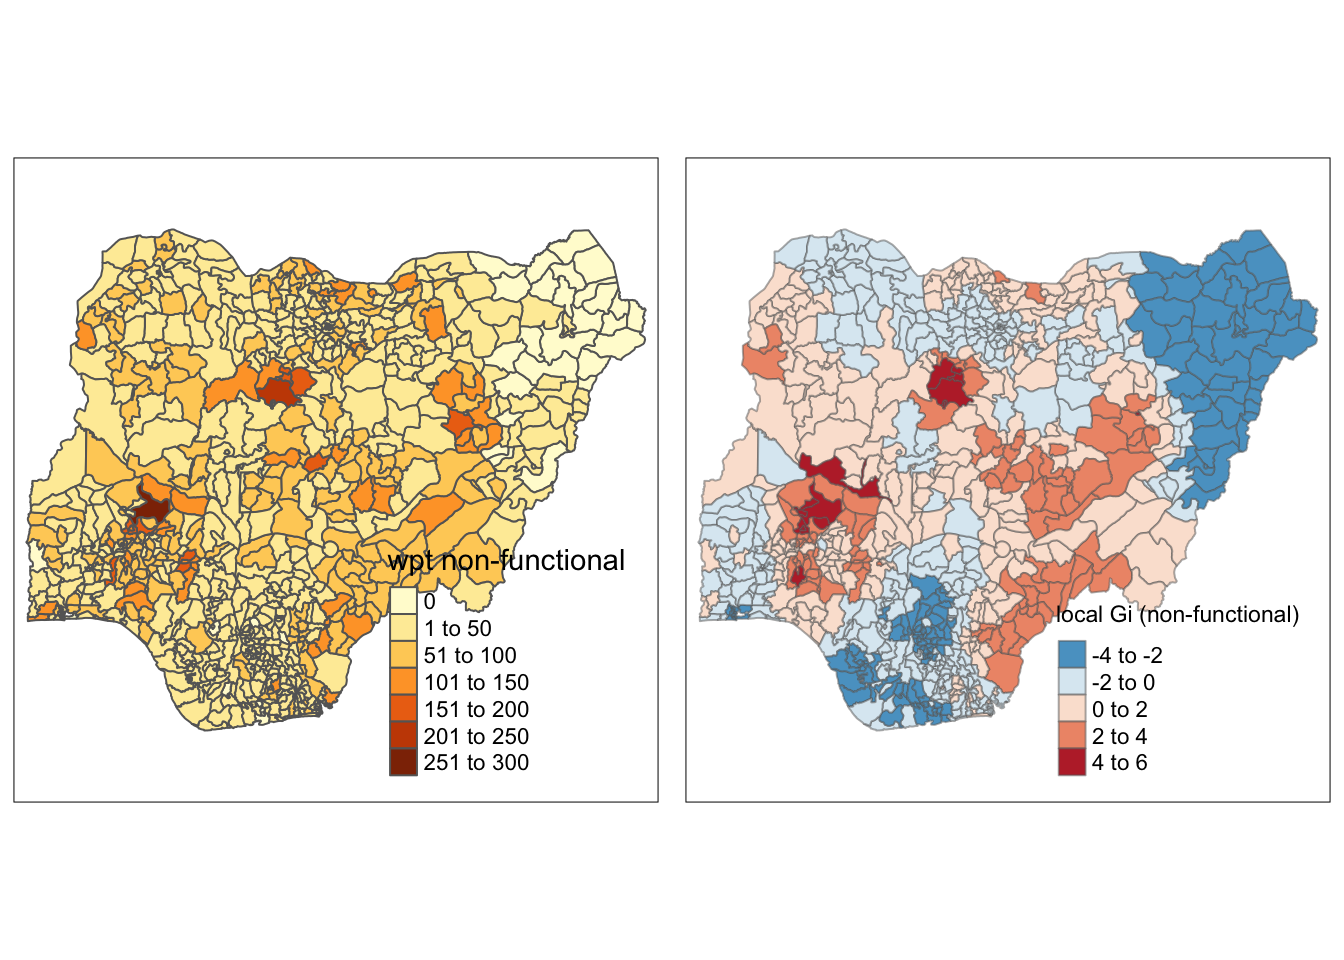 wpt non-functional
0
1 to 50
51 to 100
101 to 150
151 to 200
201 to 250
251 to 300
local Gi (non-functional)
-4 to -2
-2 to 0
0 to 2
2 to 4
4 to 6